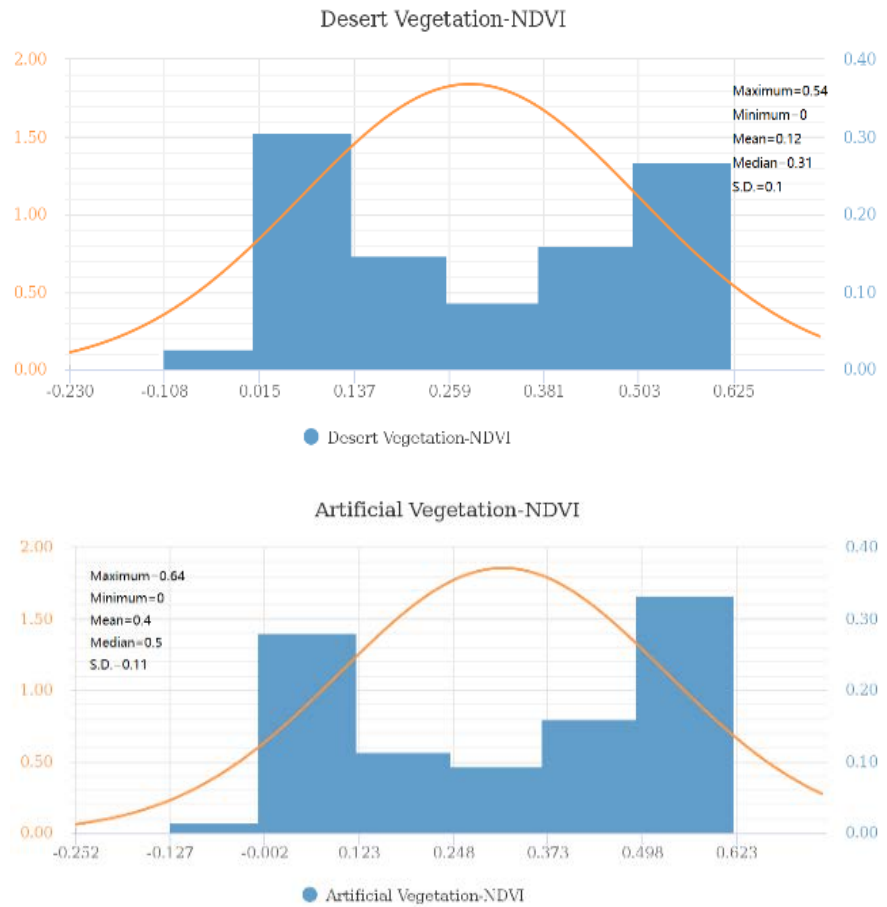 Desert Vegetation-NDVI
2.00
0.40
Maximum=0.54
Minimum=0
1.50
0.30
Mean=0.12
Median=0.31
S.D.=0.1
1.00
0.20
0.50
0.10
0.00
0.00
-0.230 -0.108 0.015 0.137 0.259 0.381 0.503 0.625
Desert Vegetation-NDVI
Artificial Vegetation-NDVI
2.00
0.40
Maximum=0.64
Minimum=0
1.50
0.30
Mean=0.4
Median=0.5
S.D.=0.11
1.00
0.20
0.50
0.10
0.00
0.00
-0.252 -0.127 -0.002 0.123 0.248 0.373 0.498 0.623
Artificial Vegetation-NDVI